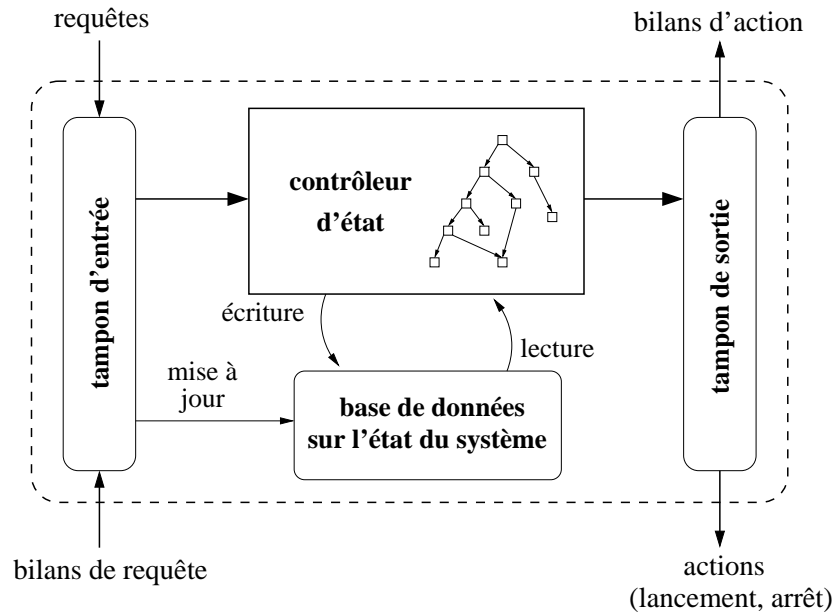 requêtes
bilans d'action
contrôleur
d'état
tampon d'entrée
tampon de sortie
écriture
lecture
mise à
jour
base de données
sur l'état du système
bilans de requête
actions
(lancement, arrêt)